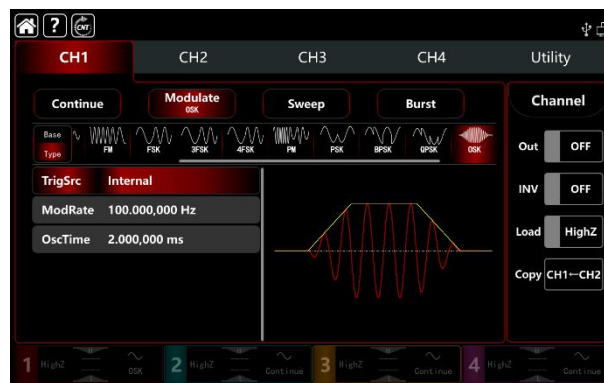 ? CNT
CH1 CH2 CH3 CH4 Utility
Continue Modulate OSK Sweep Burst Channel
Base Type FM FSK 3FSK 4FSK PM PSK BPSK QPSK OSK
Out OFF
TrigSrc Internal
INV OFF
ModRate 100.000,000 Hz
Load HighZ
OscTime 2.000,000 ms
Copy CH1←CH2
1 HighZ OSK 2 HighZ Continue 3 HighZ Continue 4 HighZ Continue